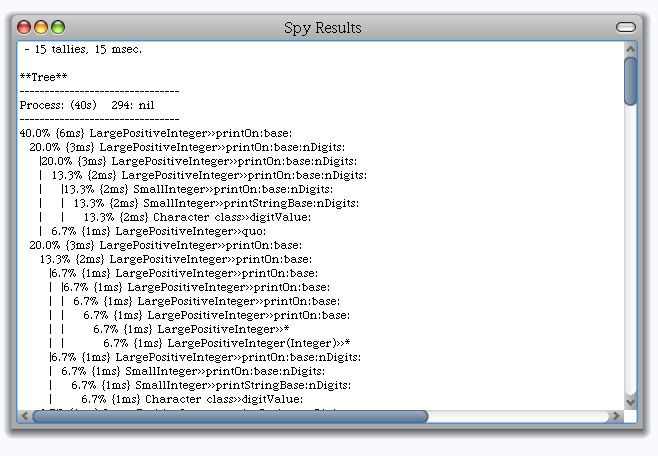 Spy Results
- 15 tallies, 15 msec.
**Tree**
--------------------------------
Process: (40s) 294: nil
--------------------------------
40.0% {6ms} LargePositiveInteger>>printOn:base:
20.0% {3ms} LargePositiveInteger>>printOn:base:nDigits:
|20.0% {3ms} LargePositiveInteger>>printOn:base:nDigits:
| 13.3% {2ms} LargePositiveInteger>>printOn:base:nDigits:
| |13.3% {2ms} SmallInteger>>printOn:base:nDigits:
| | 13.3% {2ms} SmallInteger>>printStringBase:nDigits:
| | 13.3% {2ms} Character class>>digitValue:
| 6.7% {1ms} LargePositiveInteger>>quo:
20.0% {3ms} LargePositiveInteger>>printOn:base:
13.3% {2ms} LargePositiveInteger>>printOn:base:
|6.7% {1ms} LargePositiveInteger>>printOn:base:
| |6.7% {1ms} LargePositiveInteger>>printOn:base:
| | 6.7% {1ms} LargePositiveInteger>>printOn:base:
| | 6.7% {1ms} LargePositiveInteger>>printOn:base:
| | 6.7% {1ms} LargePositiveInteger>>*
| | 6.7% {1ms} LargePositiveInteger(Integer)>>*
|6.7% {1ms} LargePositiveInteger>>printOn:base:nDigits:
| 6.7% {1ms} SmallInteger>>printOn:base:nDigits:
| 6.7% {1ms} SmallInteger>>printStringBase:nDigits:
| 6.7% {1ms} Character class>>digitValue: